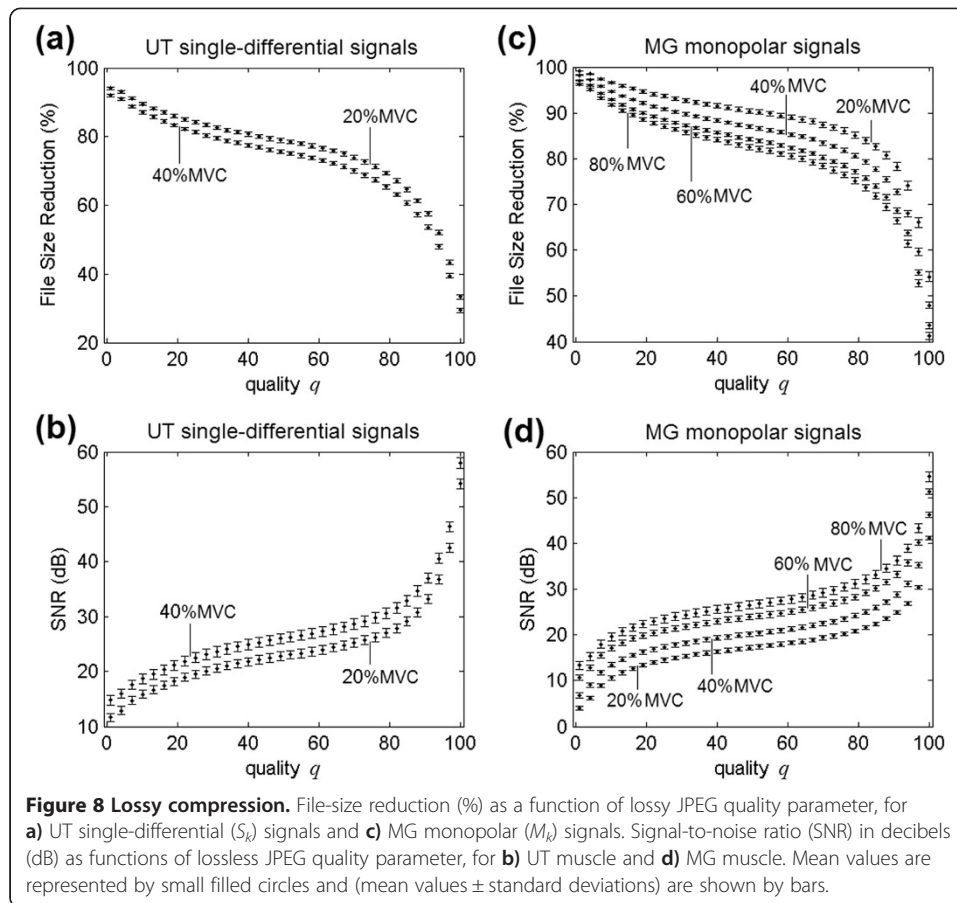 (a)
UT single-differential signals
File Size Reduction (%)
100
80
60
40
20
20%MVC
40%MVC
0 20 40 60 80 100
quality q
(c)
MG monopolar signals
File Size Reduction (%)
100
90
80
70
60
50
40
40%MVC
20%MVC
80%MVC
60%MVC
0 20 40 60 80 100
quality q
(b)
UT single-differential signals
SNR (dB)
60
50
40
30
20
10
40%MVC
20%MVC
0 20 40 60 80 100
quality q
(d)
MG monopolar signals
SNR (dB)
60
50
40
30
20
10
0
80%MVC
60%MVC
20%MVC
40%MVC
0 20 40 60 80 100
quality q
Figure 8 Lossy compression. File-size reduction (%) as a function of lossy JPEG quality parameter, for
a) UT single-differential (Sk) signals and c) MG monopolar (Mk) signals. Signal-to-noise ratio (SNR) in decibels
(dB) as functions of lossless JPEG quality parameter, for b) UT muscle and d) MG muscle. Mean values are
represented by small filled circles and (mean values ± standard deviations) are shown by bars.